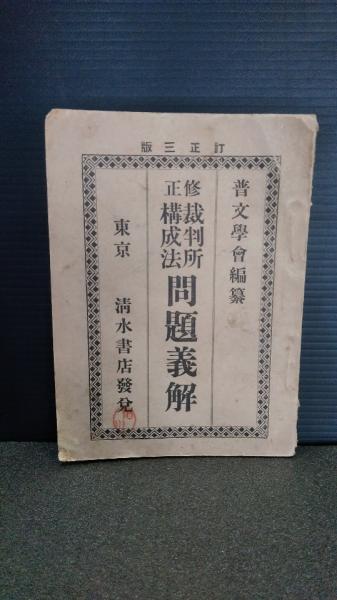 訂正三版
普文學會編纂
修正
裁判所構成法
問題義解
東京 清水書店發兌